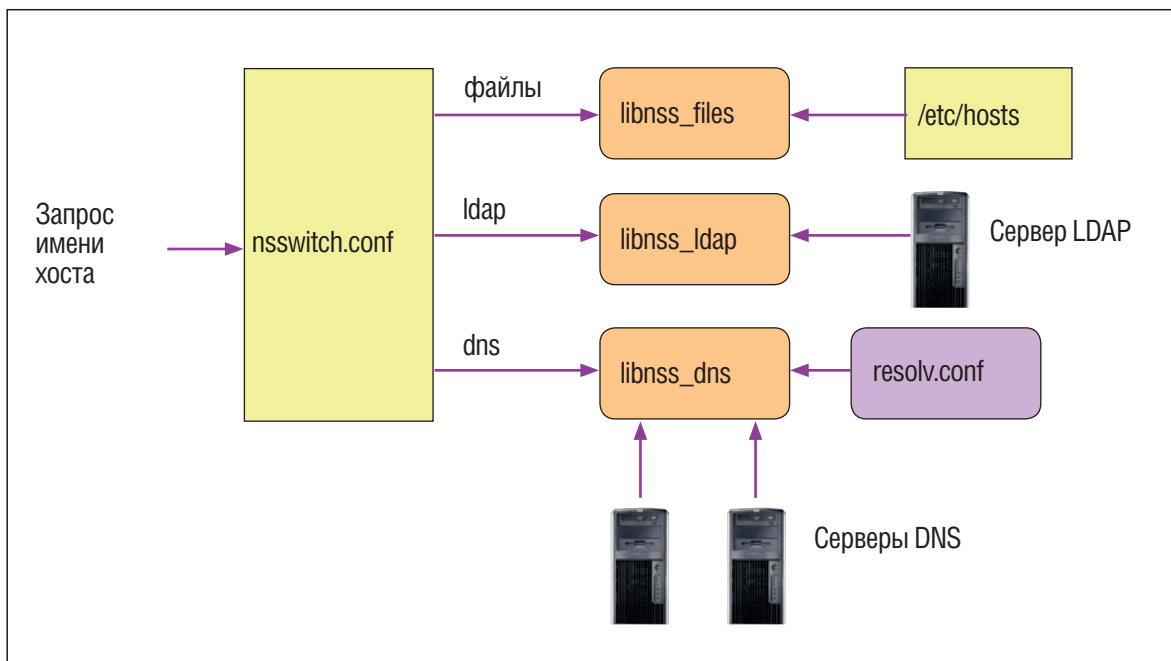 файлы
libnss_files
/etc/hosts
Запрос
имени
хоста
nsswitch.conf
ldap
libnss_ldap
Сервер LDAP
dns
libnss_dns
resolv.conf
Серверы DNS